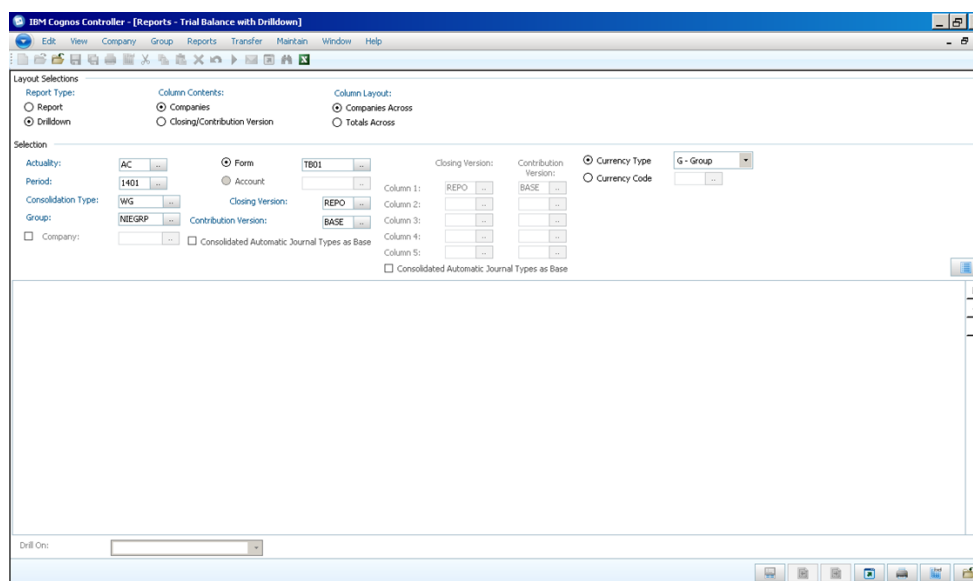 IBM Cognos Controller - [Reports - Trial Balance with Drilldown]
Edit View Company Group Reports Transfer Maintain Window Help
Layout Selections
Report Type: Column Contents: Column Layout:
Report Companies Companies Across
Drilldown Closing/Contribution Version Totals Across
Selection
Actuality: AC .. Form TB01 .. Closing Version: Contribution Version: Currency Type G - Group
Period: 1401 .. Account .. Column 1: REPO .. BASE .. Currency Code ..
Consolidation Type: WG .. Closing Version: REPO .. Column 2: .. ..
Group: NIEGRP .. Contribution Version: BASE .. Column 3: .. ..
Company: .. Consolidated Automatic Journal Types as Base Column 4: .. ..
Column 5: .. ..
Consolidated Automatic Journal Types as Base
Drill On: